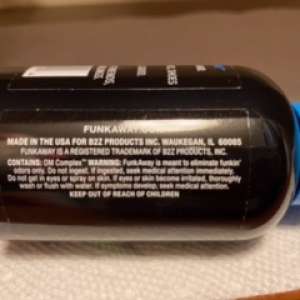 SHOES
FUNKAWAY.COM
MADE IN THE USA FOR B2Z PRODUCTS INC. WAUKEGAN, IL 60085
FUNKAWAY IS A REGISTERED TRADEMARK OF B2Z PRODUCTS, INC.
CONTAINS: OM Complex™ WARNING: FunkAway is meant to eliminate funkin'
odors only. Do not ingest. If ingested, seek medical attention immediately.
Do not get in eyes or spray on skin. If eyes or skin become irritated, thoroughly
wash or flush with water. If symptoms develop, seek medical attention.
KEEP OUT OF REACH OF CHILDREN